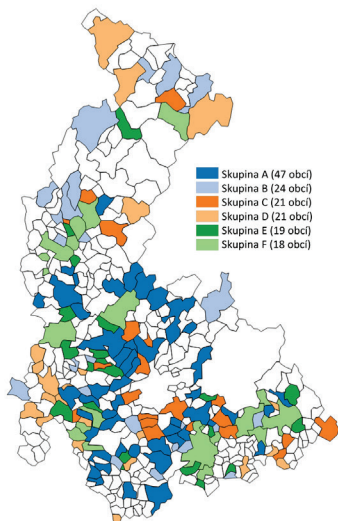 Skupina A (47 obcí)
Skupina B (24 obcí)
Skupina C (21 obcí)
Skupina D (21 obcí)
Skupina E (19 obcí)
Skupina F (18 obcí)